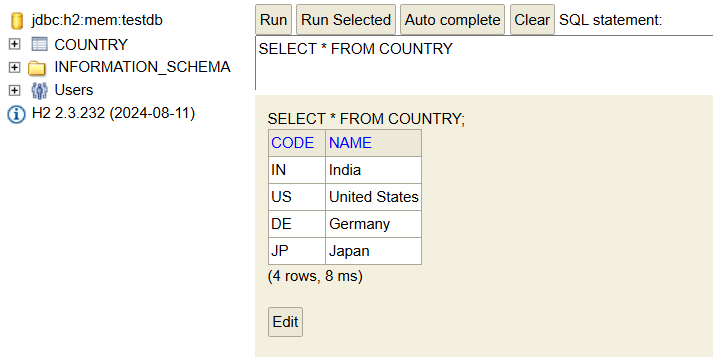 jdbc:h2:mem:testdb
COUNTRY
INFORMATION_SCHEMA
Users
H2 2.3.232 (2024-08-11)
Run Run Selected Auto complete Clear SQL statement:
SELECT * FROM COUNTRY
SELECT * FROM COUNTRY;
CODE NAME
IN India
US United States
DE Germany
JP Japan
(4 rows, 8 ms)
Edit